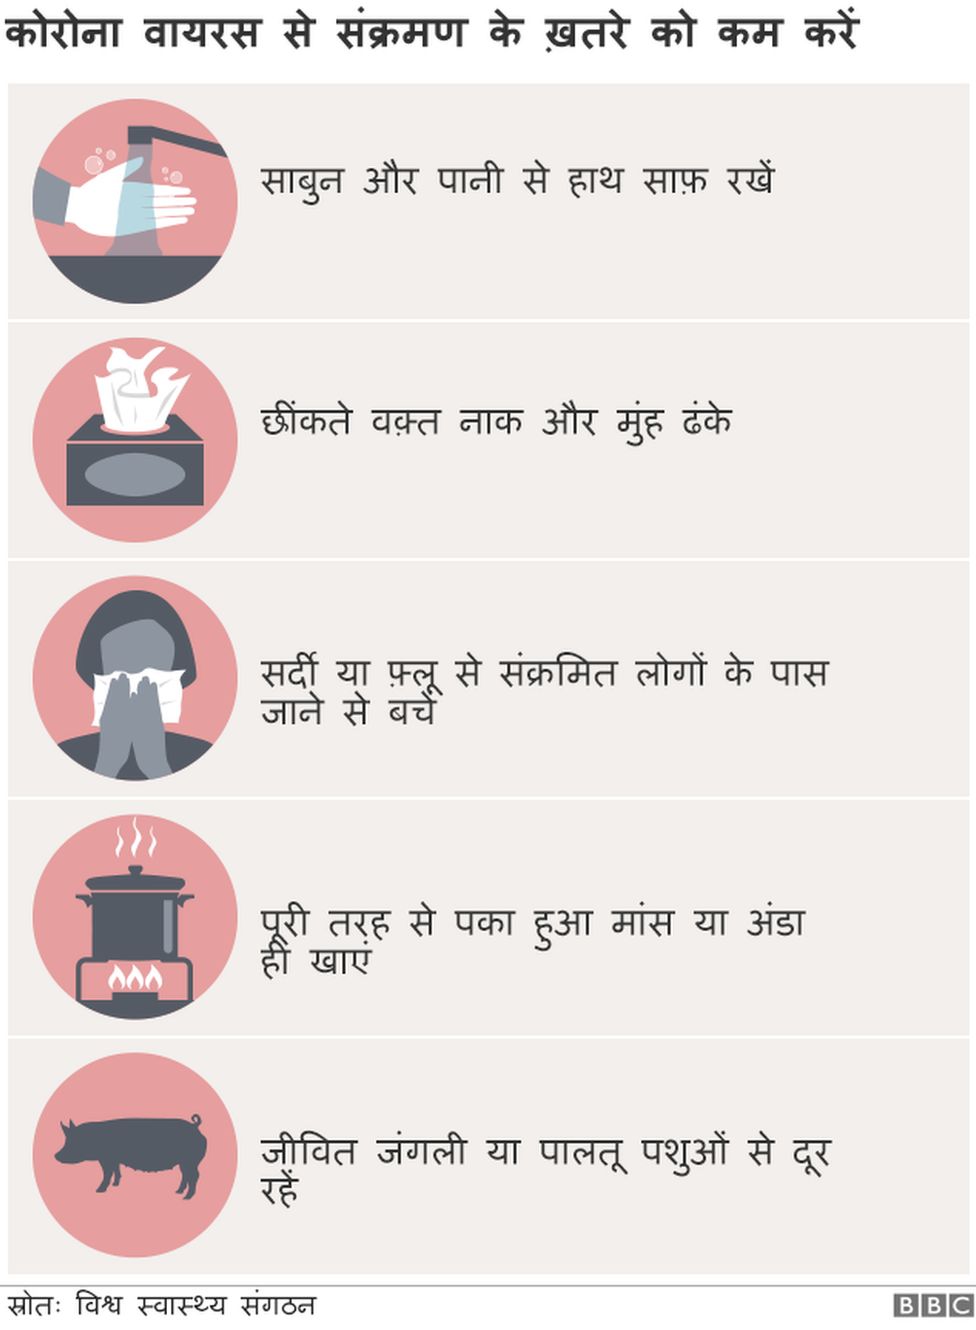 कोरोना वायरस से संक्रमण के ख़तरे को कम करें
साबुन और पानी से हाथ साफ़ रखें
छींकते वक़्त नाक और मुंह ढंके
सर्दी या फ़्लू से संक्रमित लोगों के पास
जाने से बचें
पूरी तरह से पका हुआ मांस या अंडा
ही खाएं
जीवित जंगली या पालतू पशुओं से दूर
रहें
स्रोतः विश्व स्वास्थ्य संगठन
BBC